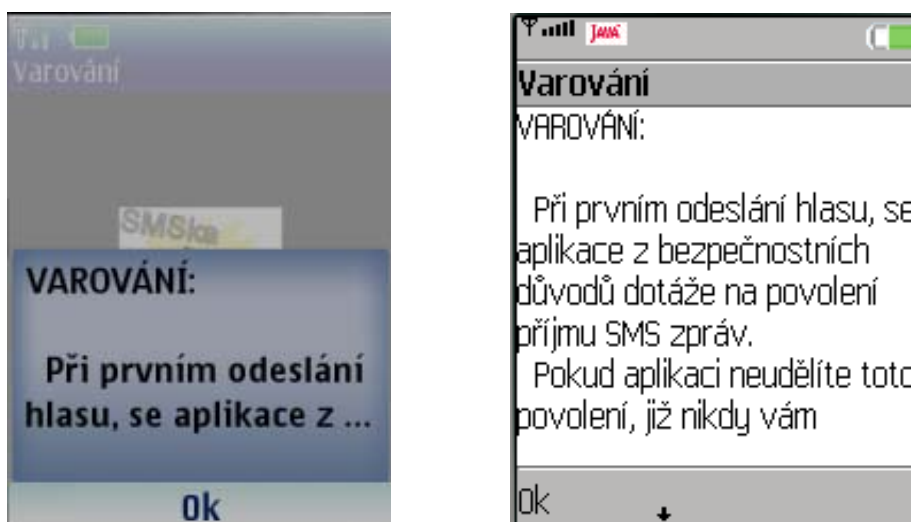 Varování
SMSka
VAROVÁNÍ:
Při prvním odeslání
hlasu, se aplikace z ...
Ok
JAVA
Varování
VAROVÁNÍ:
Při prvním odeslání hlasu, se
aplikace z bezpečnostních
důvodů dotáže na povolení
příjmu SMS zpráv.
Pokud aplikaci neudělíte toto
povolení, již nikdy vám
Ok